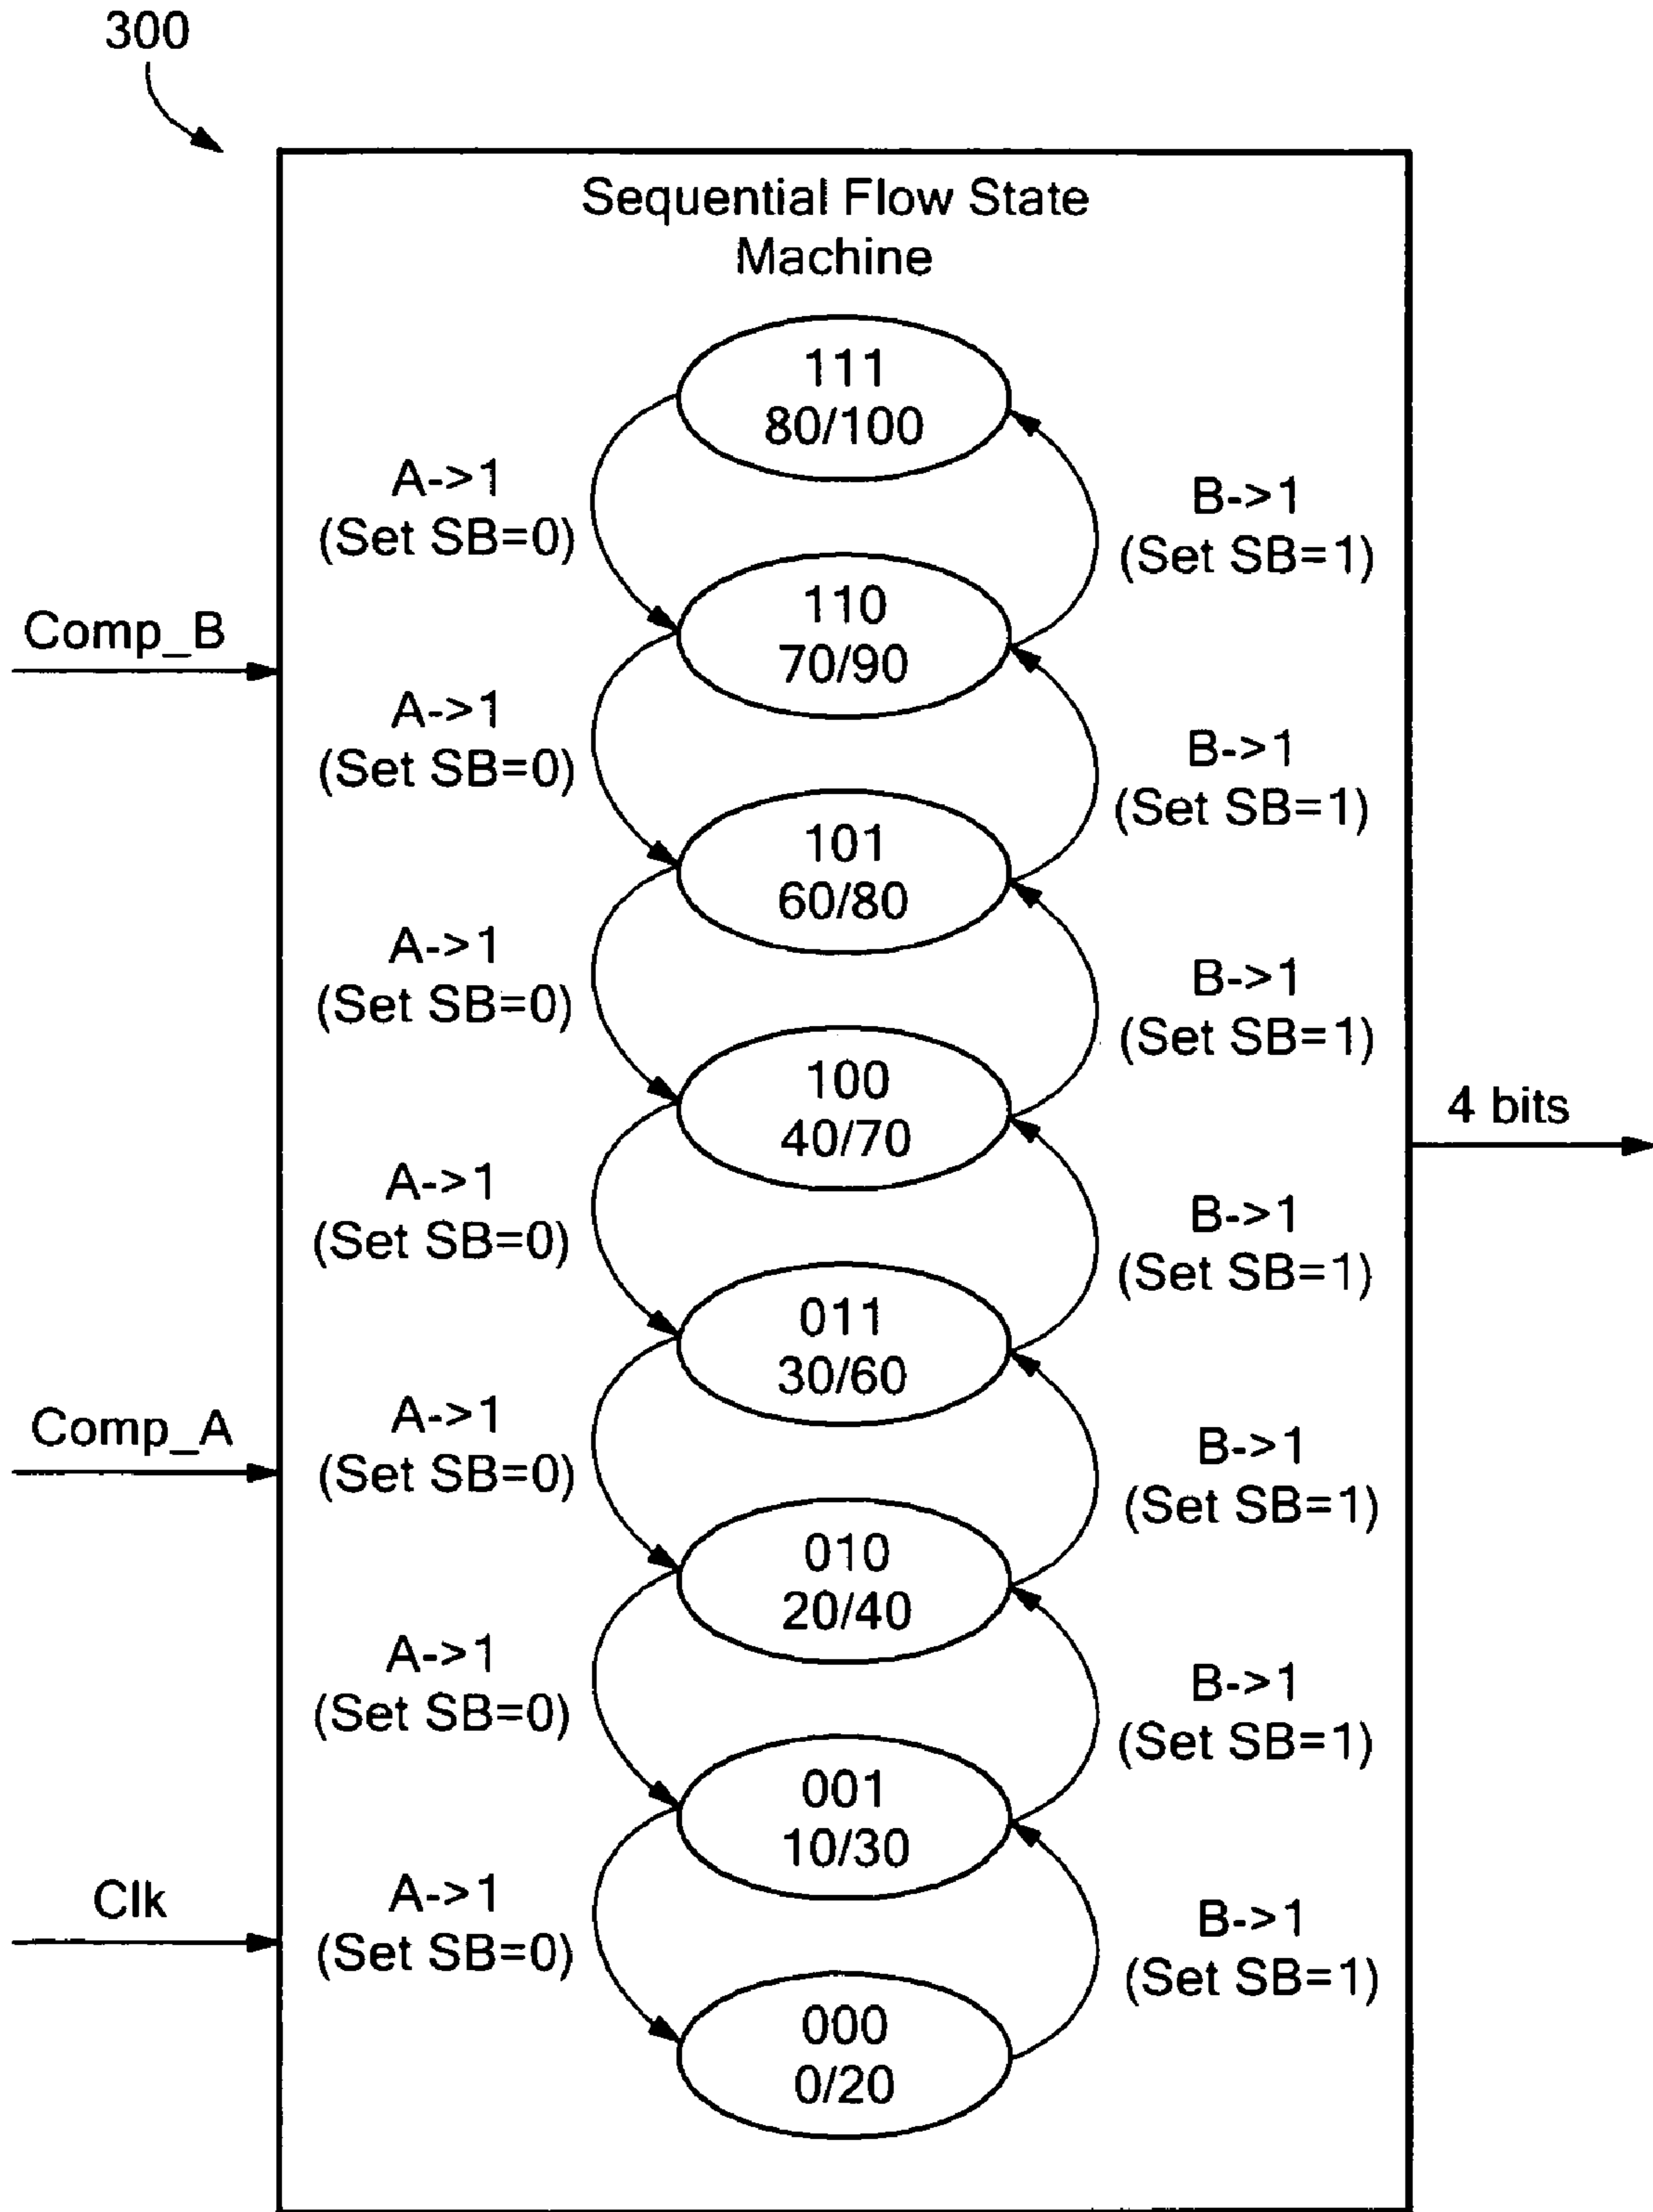 300
Sequential Flow State
Machine
111
80/100
A->1
(Set SB=0)
B->1
(Set SB=1)
110
70/90
Comp_B
A->1
(Set SB=0)
B->1
(Set SB=1)
101
60/80
A->1
(Set SB=0)
B->1
(Set SB=1)
100
40/70
4 bits
A->1
(Set SB=0)
B->1
(Set SB=1)
011
30/60
Comp_A
A->1
(Set SB=0)
B->1
(Set SB=1)
010
20/40
A->1
(Set SB=0)
B->1
(Set SB=1)
001
10/30
Clk
A->1
(Set SB=0)
B->1
(Set SB=1)
000
0/20